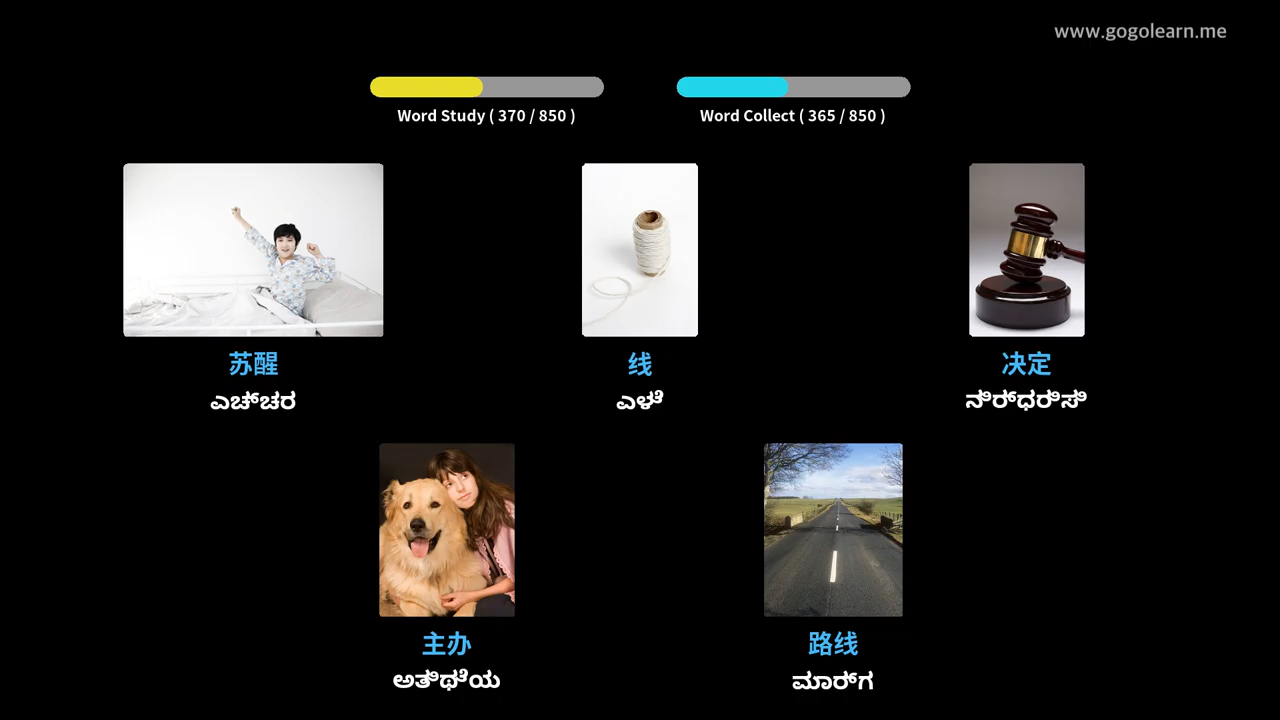 www.gogolearn.me
Word Study ( 370 / 850 )
Word Collect ( 365 / 850 )
苏醒
ಎಚ್ಚರ
线
ಎಳೆ
决定
ನಿರ್ಧರಿಸಿ
主办
ಅತಿಥೆಯ
路线
ಮಾರ್ಗ